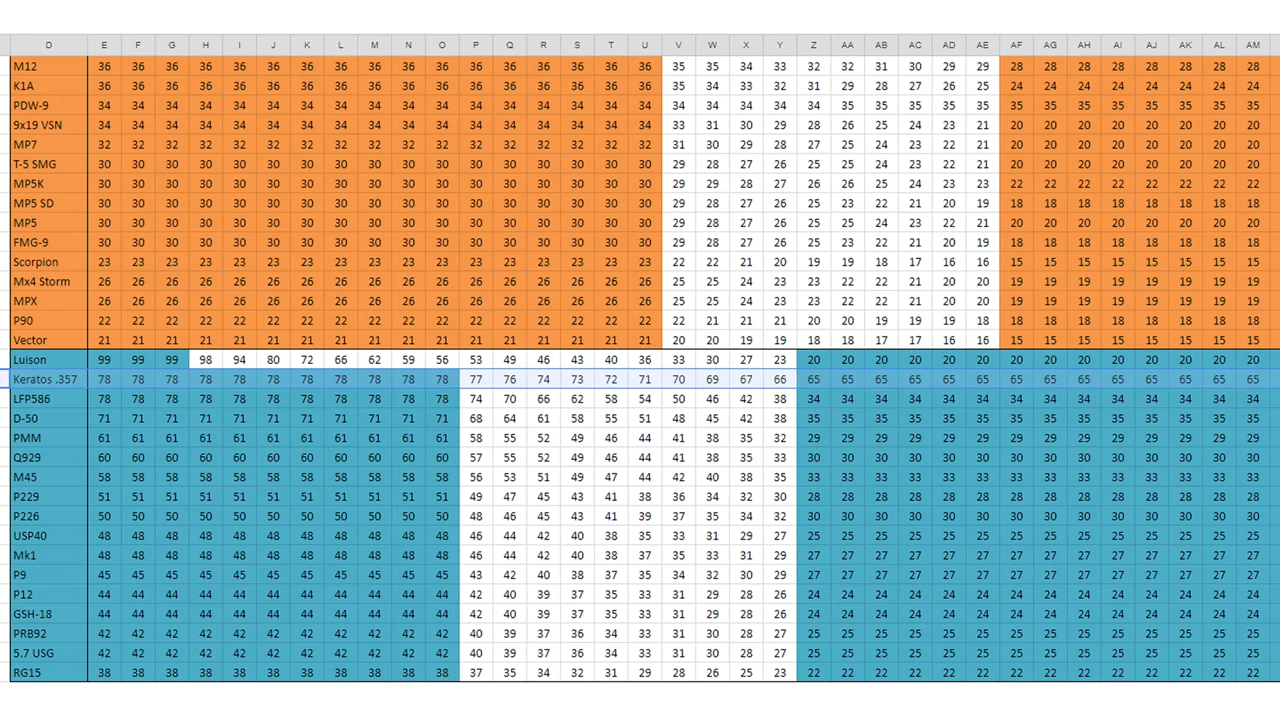 D E F G H I J K L M N O P Q R S T U V W X Y Z AA AB AC AD AE AF AG AH AI AJ AK AL AM
M12 36 36 36 36 36 36 36 36 36 36 36 36 36 36 36 36 36 35 35 34 33 32 32 31 30 29 29 28 28 28 28 28 28 28 28
K1A 36 36 36 36 36 36 36 36 36 36 36 36 36 36 36 36 36 35 34 33 32 31 29 28 27 26 25 24 24 24 24 24 24 24 24
PDW-9 34 34 34 34 34 34 34 34 34 34 34 34 34 34 34 34 34 34 34 34 34 34 35 35 35 35 35 35 35 35 35 35 35 35 35
9x19 VSN 34 34 34 34 34 34 34 34 34 34 34 34 34 34 34 34 34 33 31 30 29 28 26 25 24 23 21 20 20 20 20 20 20 20 20
MP7 32 32 32 32 32 32 32 32 32 32 32 32 32 32 32 32 32 31 30 29 28 27 25 24 23 22 21 20 20 20 20 20 20 20 20
T-5 SMG 30 30 30 30 30 30 30 30 30 30 30 30 30 30 30 30 30 29 28 27 26 25 25 24 23 22 21 20 20 20 20 20 20 20 20
MP5K 30 30 30 30 30 30 30 30 30 30 30 30 30 30 30 30 30 29 29 28 27 26 26 25 24 23 23 22 22 22 22 22 22 22 22
MP5 SD 30 30 30 30 30 30 30 30 30 30 30 30 30 30 30 30 30 29 28 27 26 25 23 22 21 20 19 18 18 18 18 18 18 18 18
MP5 30 30 30 30 30 30 30 30 30 30 30 30 30 30 30 30 30 29 28 27 26 25 25 24 23 22 21 20 20 20 20 20 20 20 20
FMG-9 30 30 30 30 30 30 30 30 30 30 30 30 30 30 30 30 30 29 28 27 26 25 23 22 21 20 19 18 18 18 18 18 18 18 18
Scorpion 23 23 23 23 23 23 23 23 23 23 23 23 23 23 23 23 23 22 22 21 20 19 19 18 17 16 16 15 15 15 15 15 15 15 15
Mx4 Storm 26 26 26 26 26 26 26 26 26 26 26 26 26 26 26 26 26 25 25 24 23 23 22 22 21 20 20 19 19 19 19 19 19 19 19
MPX 26 26 26 26 26 26 26 26 26 26 26 26 26 26 26 26 26 25 25 24 23 23 22 22 21 20 20 19 19 19 19 19 19 19 19
P90 22 22 22 22 22 22 22 22 22 22 22 22 22 22 22 22 22 22 21 21 21 20 20 19 19 19 18 18 18 18 18 18 18 18 18
Vector 21 21 21 21 21 21 21 21 21 21 21 21 21 21 21 21 21 20 20 19 19 18 18 17 17 16 16 15 15 15 15 15 15 15 15
Luison 99 99 99 98 94 80 72 66 62 59 56 53 49 46 43 40 36 33 30 27 23 20 20 20 20 20 20 20 20 20 20 20 20 20 20
Keratos .357 78 78 78 78 78 78 78 78 78 78 78 77 76 74 73 72 71 70 69 67 66 65 65 65 65 65 65 65 65 65 65 65 65 65 65
LFP586 78 78 78 78 78 78 78 78 78 78 78 74 70 66 62 58 54 50 46 42 38 34 34 34 34 34 34 34 34 34 34 34 34 34 34
D-50 71 71 71 71 71 71 71 71 71 71 71 68 64 61 58 55 51 48 45 42 38 35 35 35 35 35 35 35 35 35 35 35 35 35 35
PMM 61 61 61 61 61 61 61 61 61 61 61 58 55 52 49 46 44 41 38 35 32 29 29 29 29 29 29 29 29 29 29 29 29 29 29
Q929 60 60 60 60 60 60 60 60 60 60 60 57 55 52 49 46 44 41 38 35 33 30 30 30 30 30 30 30 30 30 30 30 30 30 30
M45 58 58 58 58 58 58 58 58 58 58 58 56 53 51 49 47 44 42 40 38 35 33 33 33 33 33 33 33 33 33 33 33 33 33 33
P229 51 51 51 51 51 51 51 51 51 51 51 49 47 45 43 41 38 36 34 32 30 28 28 28 28 28 28 28 28 28 28 28 28 28 28
P226 50 50 50 50 50 50 50 50 50 50 50 48 46 45 43 41 39 37 35 34 32 30 30 30 30 30 30 30 30 30 30 30 30 30 30
USP40 48 48 48 48 48 48 48 48 48 48 48 46 44 42 40 38 35 33 31 29 27 25 25 25 25 25 25 25 25 25 25 25 25 25 25
Mk1 48 48 48 48 48 48 48 48 48 48 48 46 44 42 40 38 37 35 33 31 29 27 27 27 27 27 27 27 27 27 27 27 27 27 27
P9 45 45 45 45 45 45 45 45 45 45 45 43 42 40 38 37 35 34 32 30 29 27 27 27 27 27 27 27 27 27 27 27 27 27 27
P12 44 44 44 44 44 44 44 44 44 44 44 42 40 39 37 35 33 31 29 28 26 24 24 24 24 24 24 24 24 24 24 24 24 24 24
GSH-18 44 44 44 44 44 44 44 44 44 44 44 42 40 39 37 35 33 31 29 28 26 24 24 24 24 24 24 24 24 24 24 24 24 24 24
PRB92 42 42 42 42 42 42 42 42 42 42 42 40 39 37 36 34 33 31 30 28 27 25 25 25 25 25 25 25 25 25 25 25 25 25 25
5.7 USG 42 42 42 42 42 42 42 42 42 42 42 40 39 37 36 34 33 31 30 28 27 25 25 25 25 25 25 25 25 25 25 25 25 25 25
RG15 38 38 38 38 38 38 38 38 38 38 38 37 35 34 32 31 29 28 26 25 23 22 22 22 22 22 22 22 22 22 22 22 22 22 22